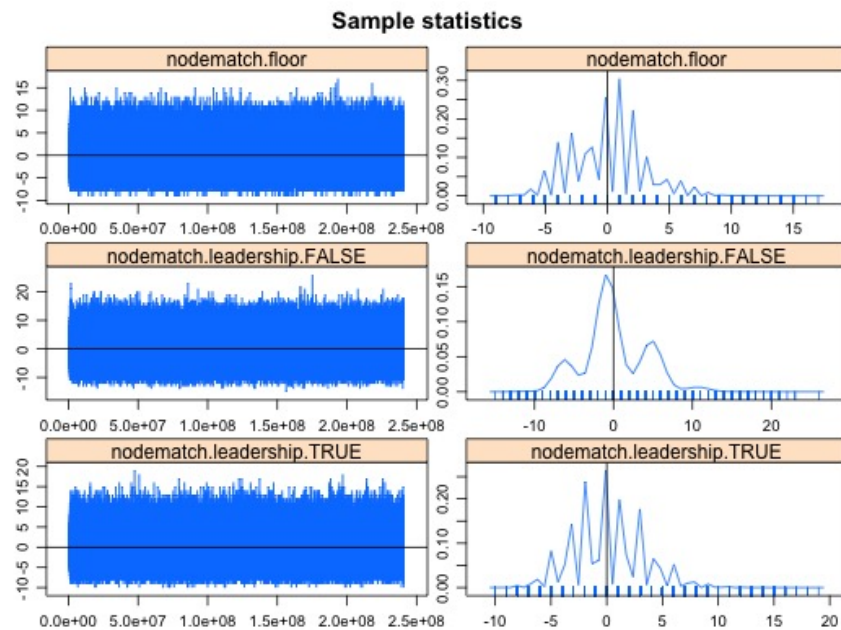 Sample statistics
nodematch.floor
-10 -5 0 5 10 15
0.0e+00 5.0e+07 1.0e+08 1.5e+08 2.0e+08 2.5e+08
nodematch.floor
0.00 0.10 0.20 0.30
-10 -5 0 5 10 15
nodematch.leadership.FALSE
-10 0 10 20
0.0e+00 5.0e+07 1.0e+08 1.5e+08 2.0e+08 2.5e+08
nodematch.leadership.FALSE
0.00 0.05 0.10 0.15
-10 0 10 20
nodematch.leadership.TRUE
-10 -5 0 5 10 15 20
0.0e+00 5.0e+07 1.0e+08 1.5e+08 2.0e+08 2.5e+08
nodematch.leadership.TRUE
0.00 0.10 0.20
-10 -5 0 5 10 15 20